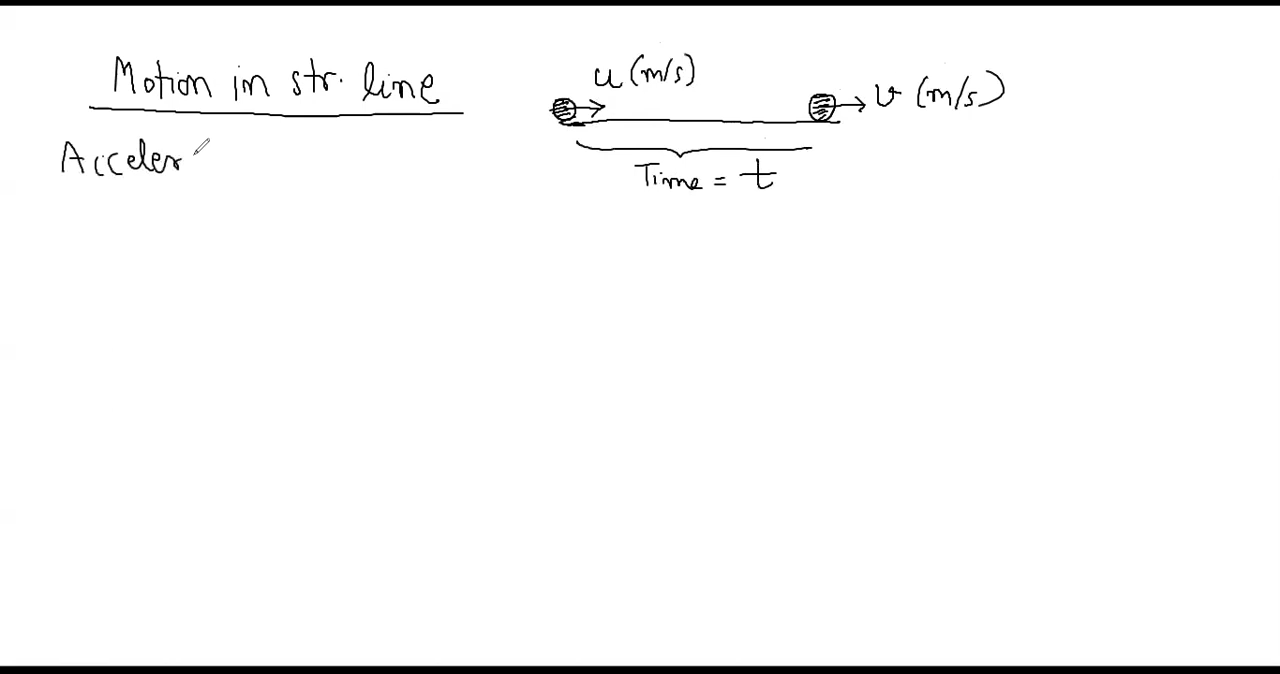 Motion in str. line
u (m/s)
v (m/s)
Acceler
Time = t